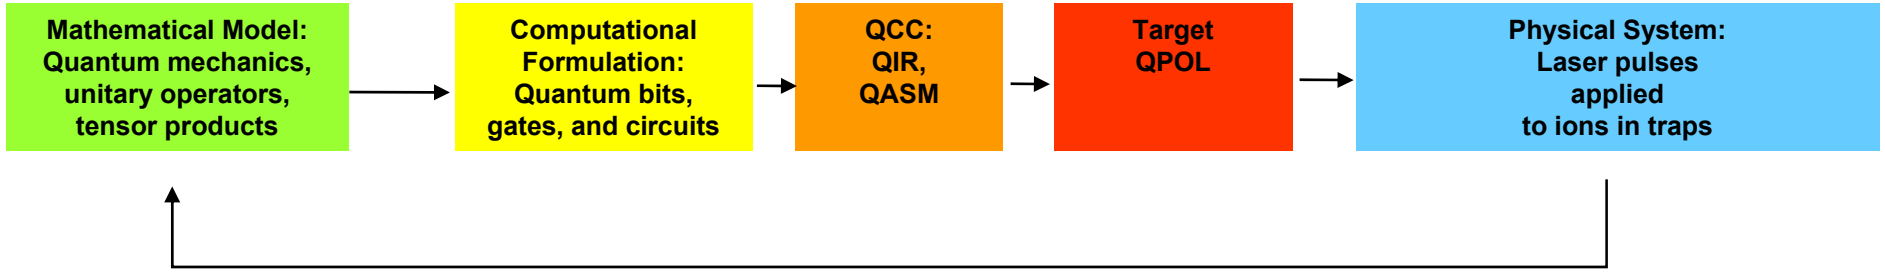 Mathematical Model:
Quantum mechanics,
unitary operators,
tensor products
Computational
Formulation:
Quantum bits,
gates, and circuits
QCC:
QIR,
QASM
Target
QPOL
Physical System:
Laser pulses
applied
to ions in traps